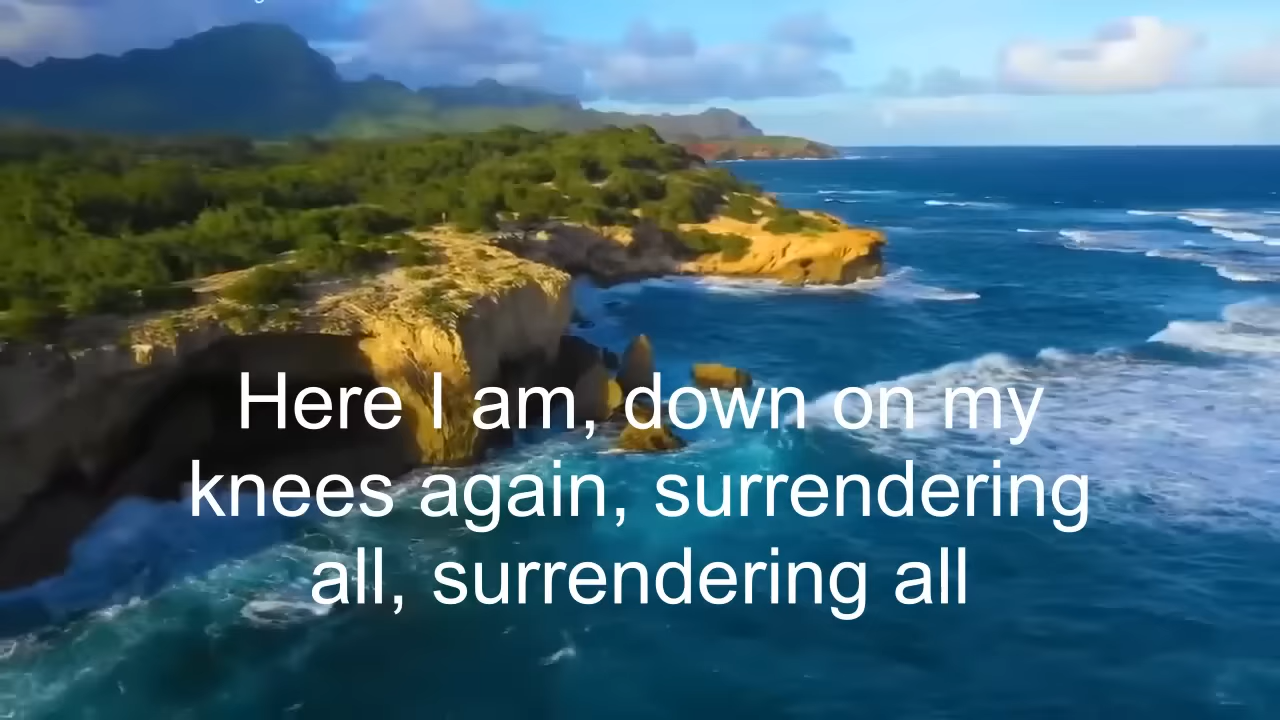 Here I am, down on my
knees again, surrendering
all, surrendering all